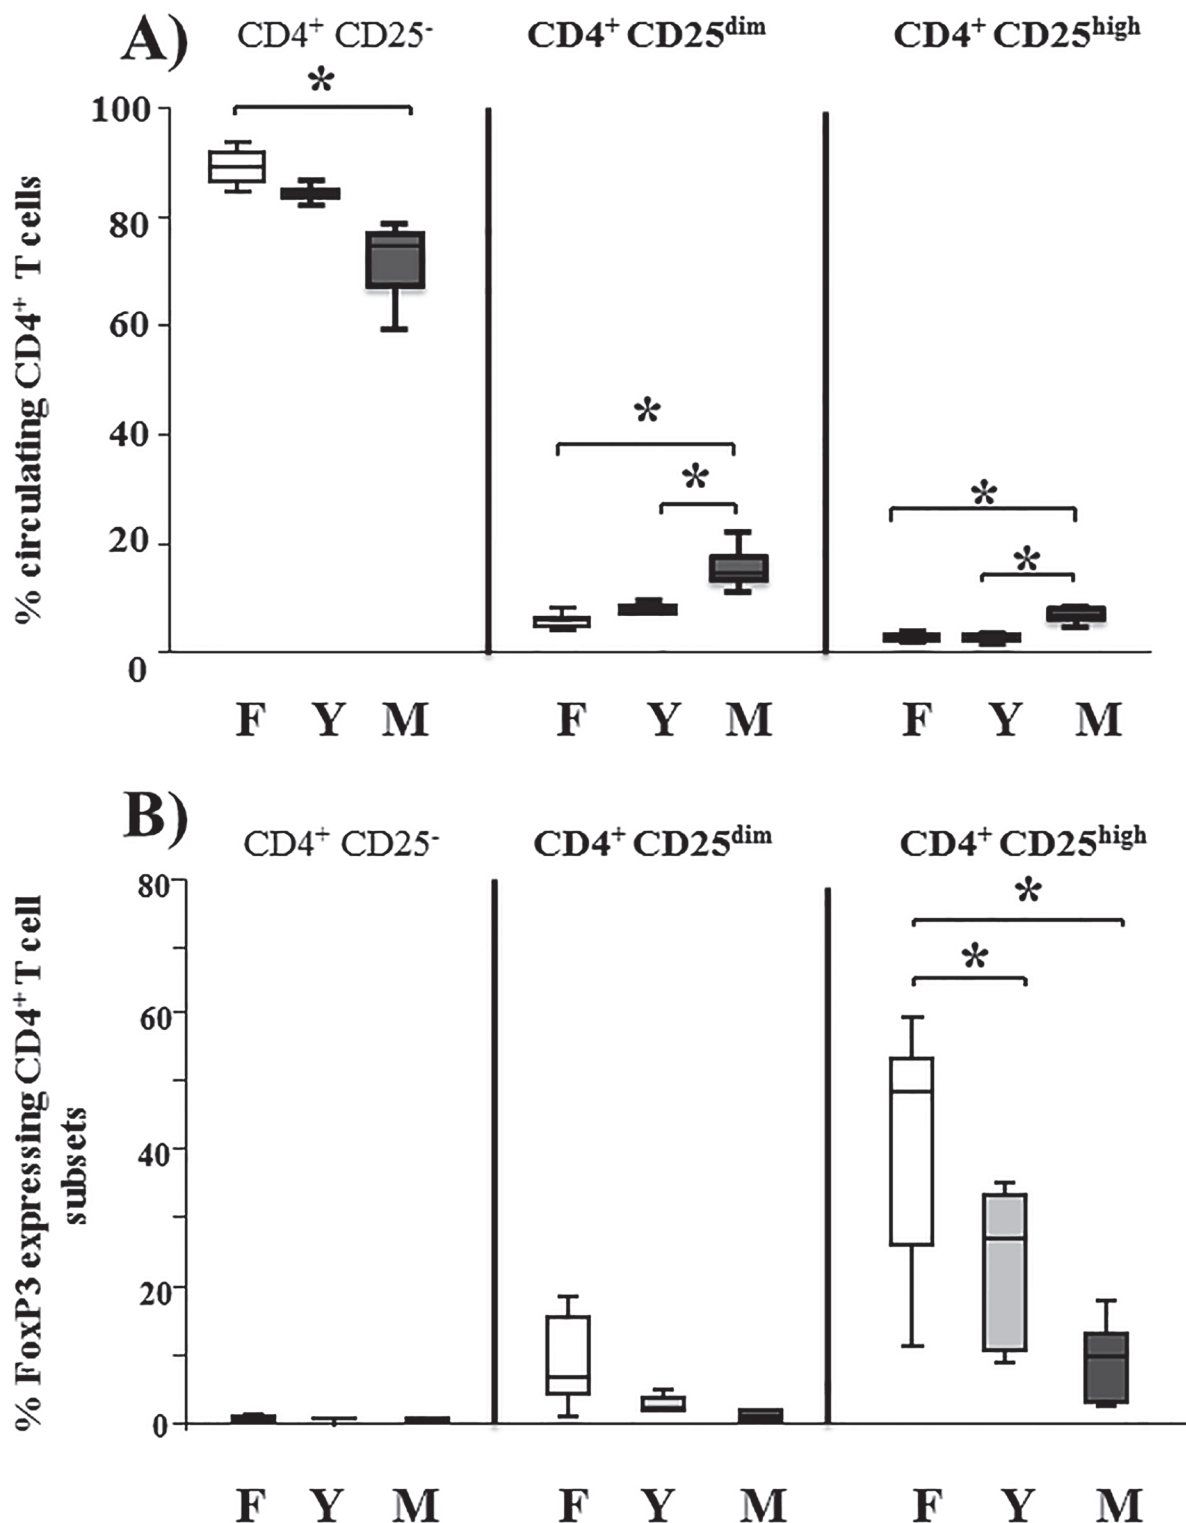 A)
CD4⁺ CD25⁻
CD4⁺ CD25ᵈⁱᵐ
CD4⁺ CD25ʰⁱᵍʰ
*
% circulating CD4⁺ T cells
100
80
60
40
20
0
*
*
*
*
F Y M
F Y M
F Y M
B)
CD4⁺ CD25⁻
CD4⁺ CD25ᵈⁱᵐ
CD4⁺ CD25ʰⁱᵍʰ
*
*
% FoxP3 expressing CD4⁺ T cell
subsets
80
60
40
20
0
F Y M
F Y M
F Y M